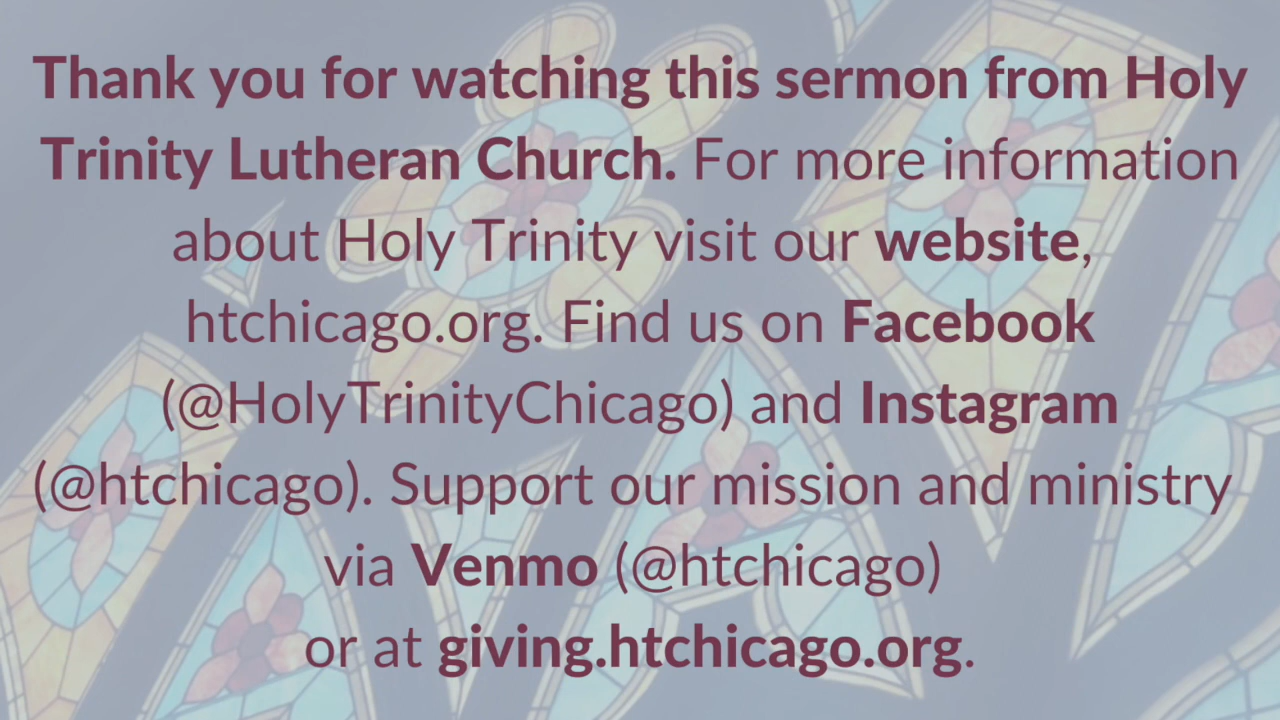 Thank you for watching this sermon from Holy
Trinity Lutheran Church. For more information
about Holy Trinity visit our website,
htchicago.org. Find us on Facebook
(@HolyTrinityChicago) and Instagram
(@htchicago). Support our mission and ministry
via Venmo (@htchicago)
or at giving.htchicago.org.